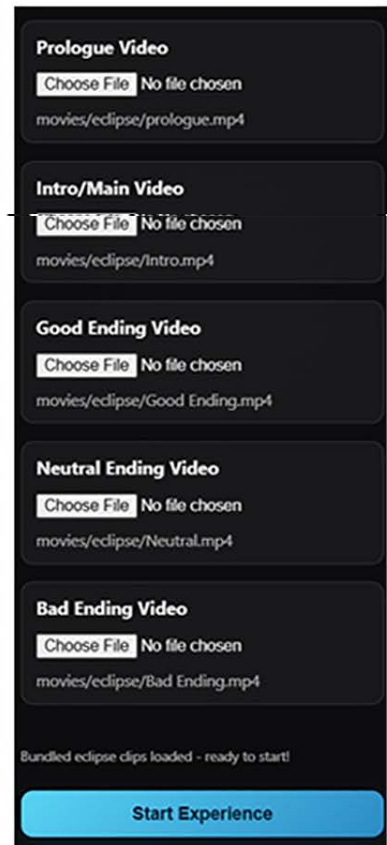 Prologue Video
Choose File No file chosen
movies/eclipse/prologue.mp4
Intro/Main Video
Choose File No file chosen
movies/eclipse/Intro.mp4
Good Ending Video
Choose File No file chosen
movies/eclipse/Good Ending.mp4
Neutral Ending Video
Choose File No file chosen
movies/eclipse/Neutral.mp4
Bad Ending Video
Choose File No file chosen
movies/eclipse/Bad Ending.mp4
Bundled eclipse clips loaded - ready to start!
Start Experience